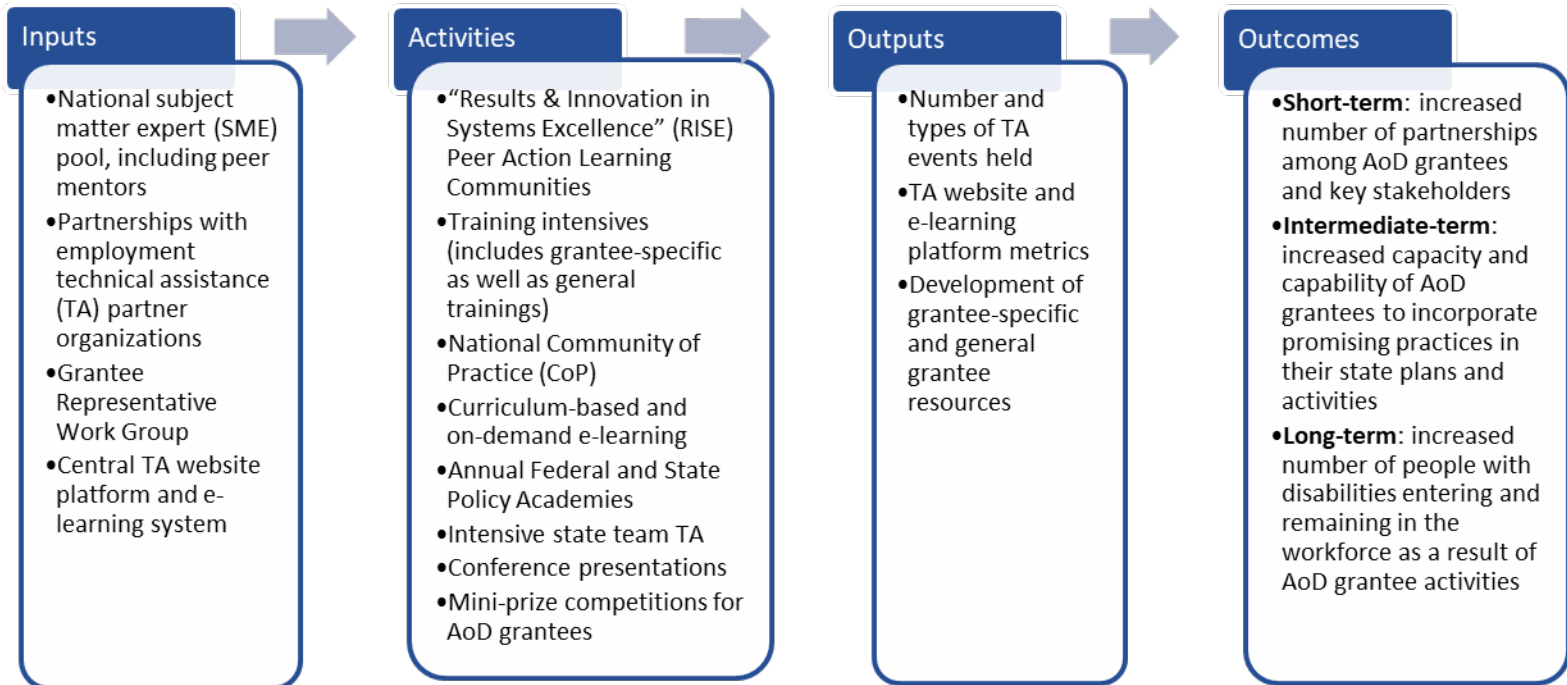 Inputs
•National subject
matter expert (SME)
pool, including peer
mentors
•Partnerships with
employment
technical assistance
(TA) partner
organizations
•Grantee
Representative
Work Group
•Central TA website
platform and e-
learning system
Activities
•“Results & Innovation in
Systems Excellence” (RISE)
Peer Action Learning
Communities
•Training intensives
(includes grantee-specific
as well as general
trainings)
•National Community of
Practice (CoP)
•Curriculum-based and
on-demand e-learning
•Annual Federal and State
Policy Academies
•Intensive state team TA
•Conference presentations
•Mini-prize competitions for
AoD grantees
Outputs
•Number and
types of TA
events held
•TA website and
e-learning
platform metrics
•Development of
grantee-specific
and general
grantee
resources
Outcomes
•Short-term: increased
number of partnerships
among AoD grantees
and key stakeholders
•Intermediate-term:
increased capacity and
capability of AoD
grantees to incorporate
promising practices in
their state plans and
activities
•Long-term: increased
number of people with
disabilities entering and
remaining in the
workforce as a result of
AoD grantee activities